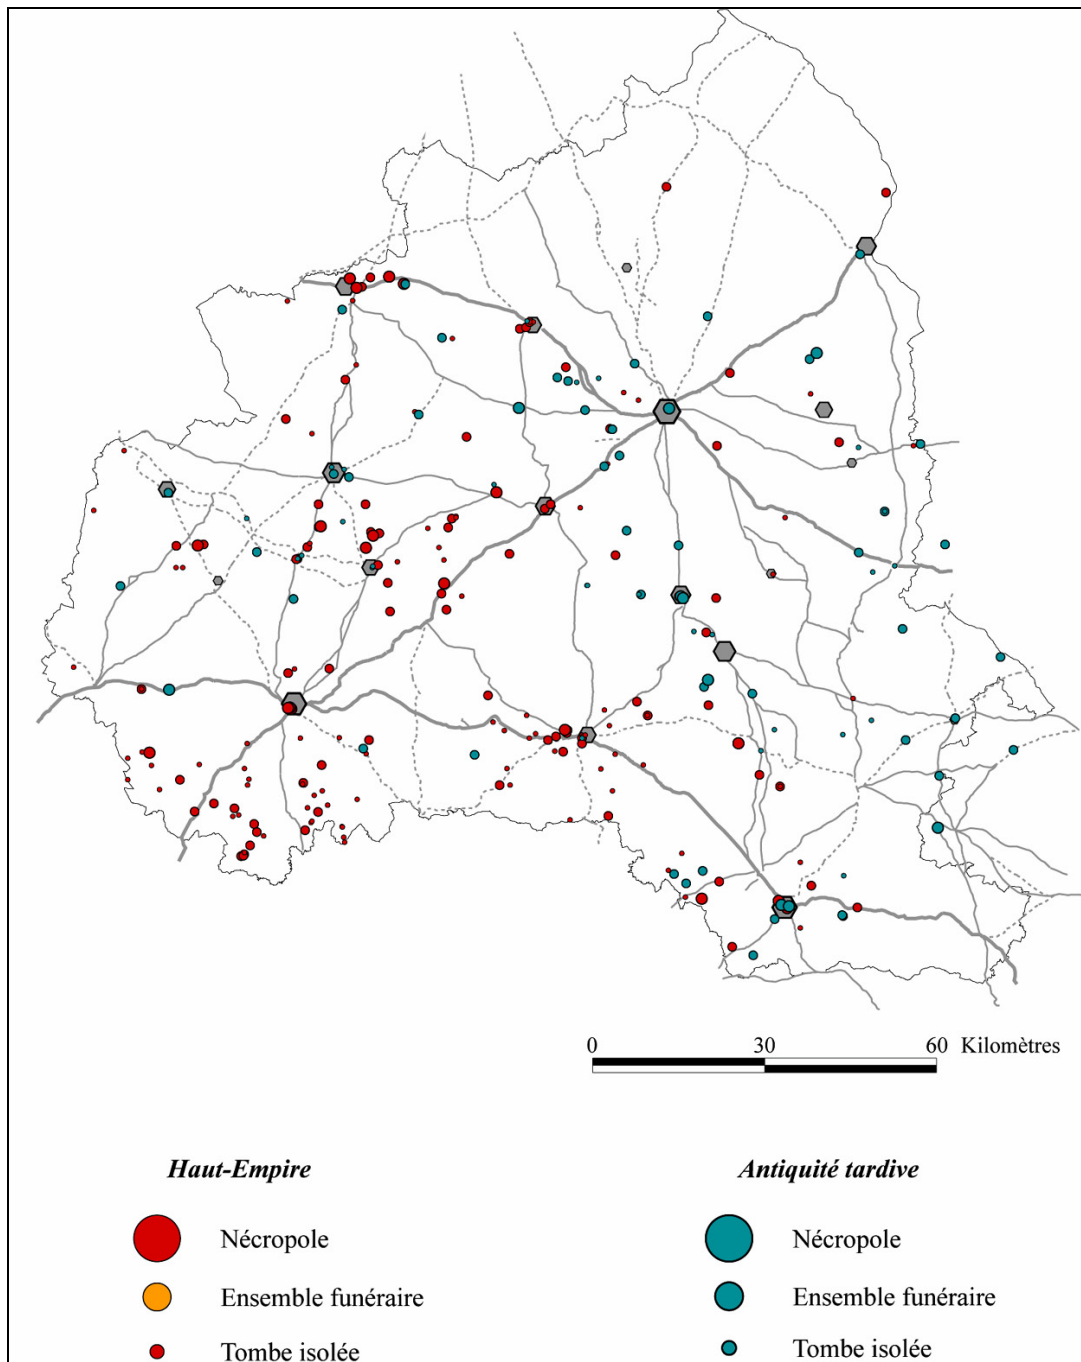 0 30 60 Kilomètres
Haut-Empire
Nécropole
Ensemble funéraire
Tombe isolée
Antiquité tardive
Nécropole
Ensemble funéraire
Tombe isolée